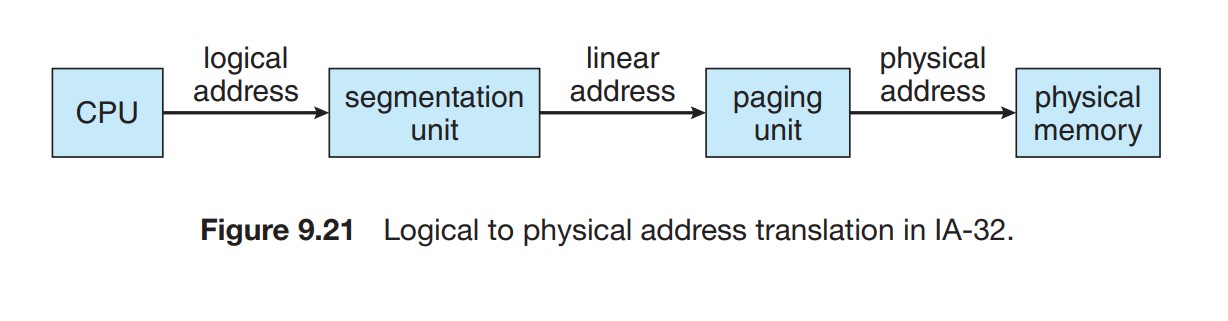 logical
address
linear
address
physical
address
CPU
segmentation
unit
paging
unit
physical
memory
Figure 9.21 Logical to physical address translation in IA-32.